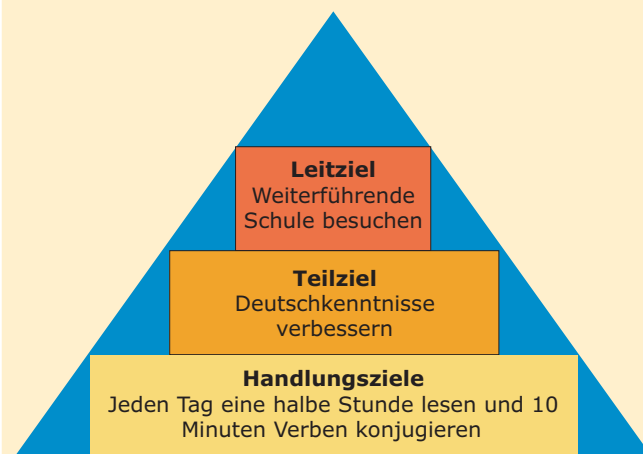 Leitziel
Weiterführende
Schule besuchen
Teilziel
Deutschkenntnisse
verbessern
Handlungsziele
Jeden Tag eine halbe Stunde lesen und 10
Minuten Verben konjugieren